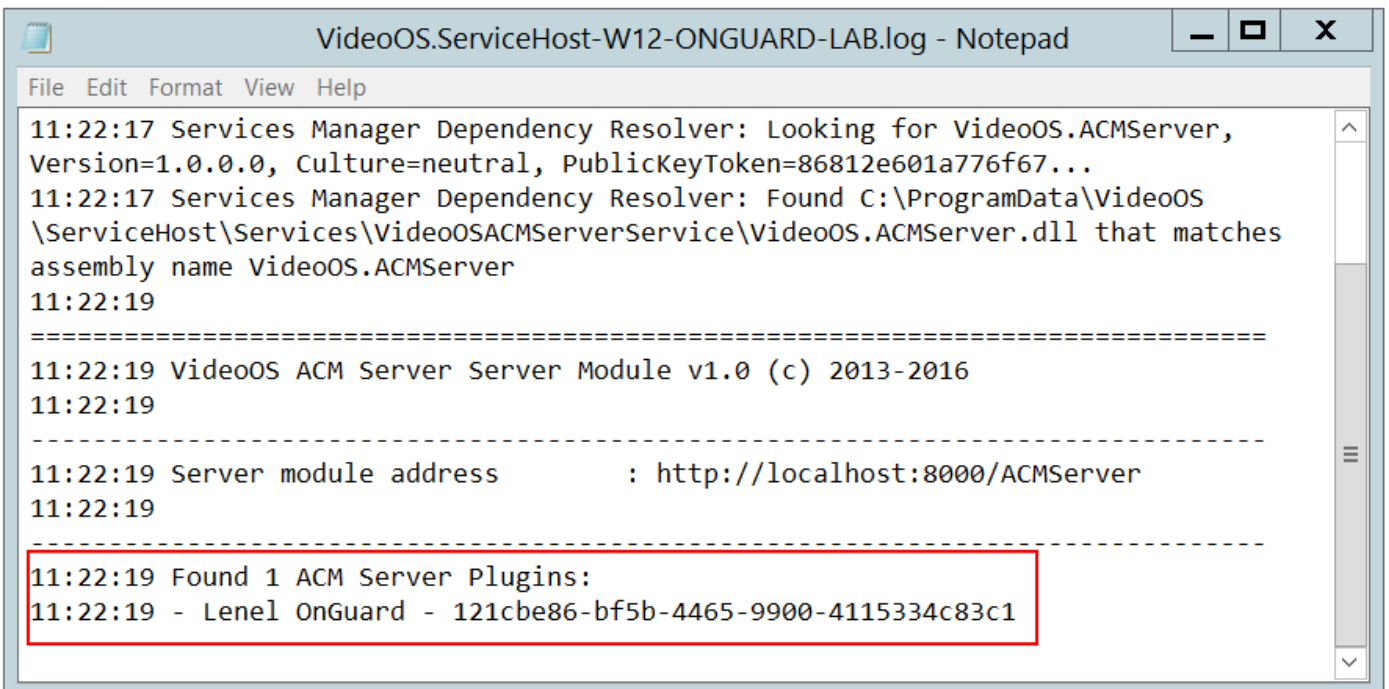 VideoOS.ServiceHost-W12-ONGUARD-LAB.log - Notepad
File Edit Format View Help
11:22:17 Services Manager Dependency Resolver: Looking for VideoOS.ACMServer,
Version=1.0.0.0, Culture=neutral, PublicKeyToken=86812e601a776f67...
11:22:17 Services Manager Dependency Resolver: Found C:\ProgramData\VideoOS
\ServiceHost\Services\VideoOSACMServerService\VideoOS.ACMServer.dll that matches
assembly name VideoOS.ACMServer
11:22:19
===============================================================================
11:22:19 VideoOS ACM Server Server Module v1.0 (c) 2013-2016
11:22:19
-------------------------------------------------------------------------------
11:22:19 Server module address        : http://localhost:8000/ACMServer
11:22:19
-------------------------------------------------------------------------------
11:22:19 Found 1 ACM Server Plugins:
11:22:19 - Lenel OnGuard - 121cbe86-bf5b-4465-9900-4115334c83c1